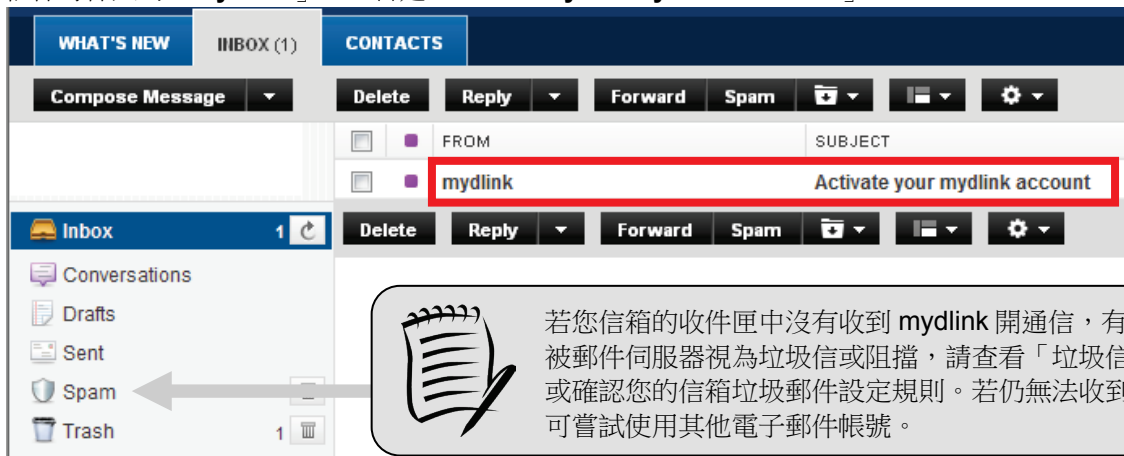 WHAT'S NEW INBOX (1) CONTACTS
Compose Message Delete Reply Forward Spam
FROM SUBJECT
mydlink Activate your mydlink account
Inbox 1 Delete Reply Forward Spam
Conversations
Drafts
Sent
Spam
Trash 1
若您信箱的收件匣中沒有收到 mydlink 開通信，有
被郵件伺服器視為垃圾信或阻擋，請查看「垃圾信
或確認您的信箱垃圾郵件設定規則。若仍無法收到
可嘗試使用其他電子郵件帳號。